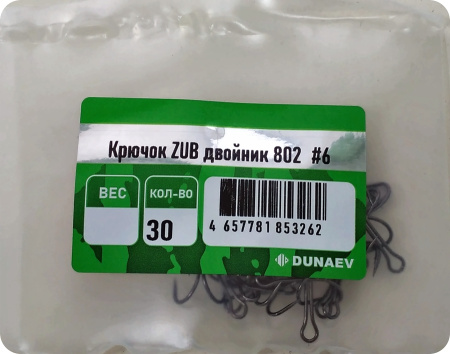 Крючок ZUB двойник 802 #6
ВЕС
КОЛ-ВО
30
4 657781 853262
DUNAEV